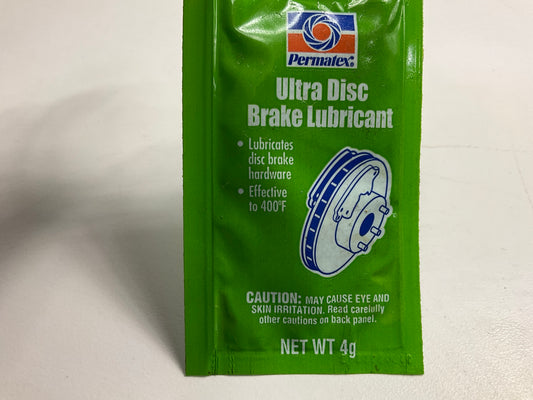 Permatex®
Ultra Disc
Brake Lubricant
• Lubricates
disc brake
hardware
• Effective
to 400°F
CAUTION: MAY CAUSE EYE AND
SKIN IRRITATION. Read carefully
other cautions on back panel.
NET WT 4g